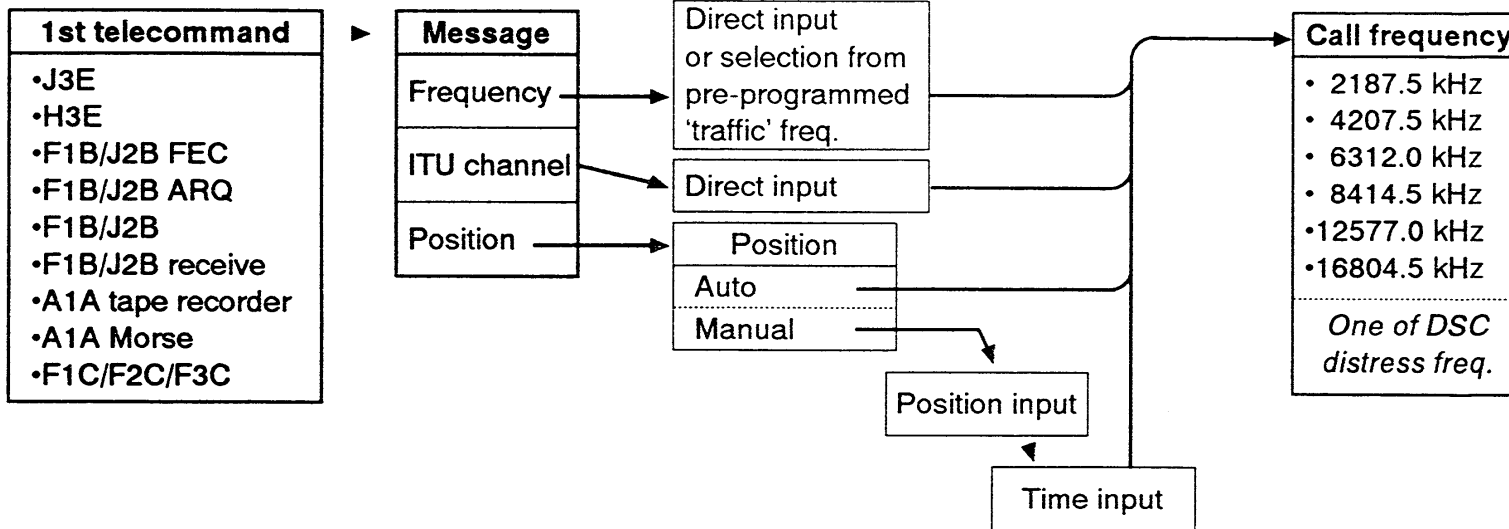 1st telecommand
•J3E
•H3E
•F1B/J2B FEC
•F1B/J2B ARQ
•F1B/J2B
•F1B/J2B receive
•A1A tape recorder
•A1A Morse
•F1C/F2C/F3C
Message
Frequency
ITU channel
Position
Direct input
or selection from
pre-programmed
‘traffic’ freq.
Direct input
Position
Auto
Manual
Position input
Time input
Call frequency
• 2187.5 kHz
• 4207.5 kHz
• 6312.0 kHz
• 8414.5 kHz
•12577.0 kHz
•16804.5 kHz
One of DSC
distress freq.